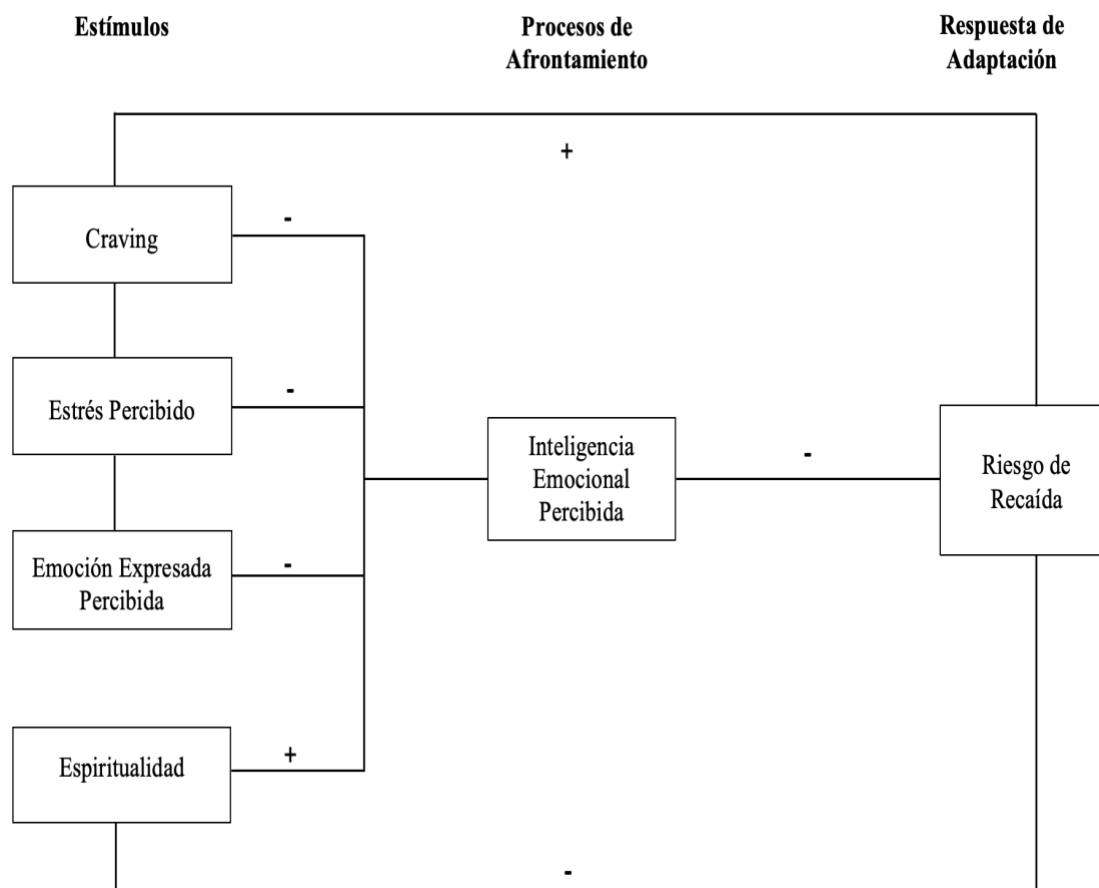 Estímulos
Procesos de
Afrontamiento
Respuesta de
Adaptación
+
-
Craving
-
Estrés Percibido
Inteligencia
Emocional
Percibida
-
Riesgo de
Recaída
-
Emoción Expresada
Percibida
+
Espiritualidad
-